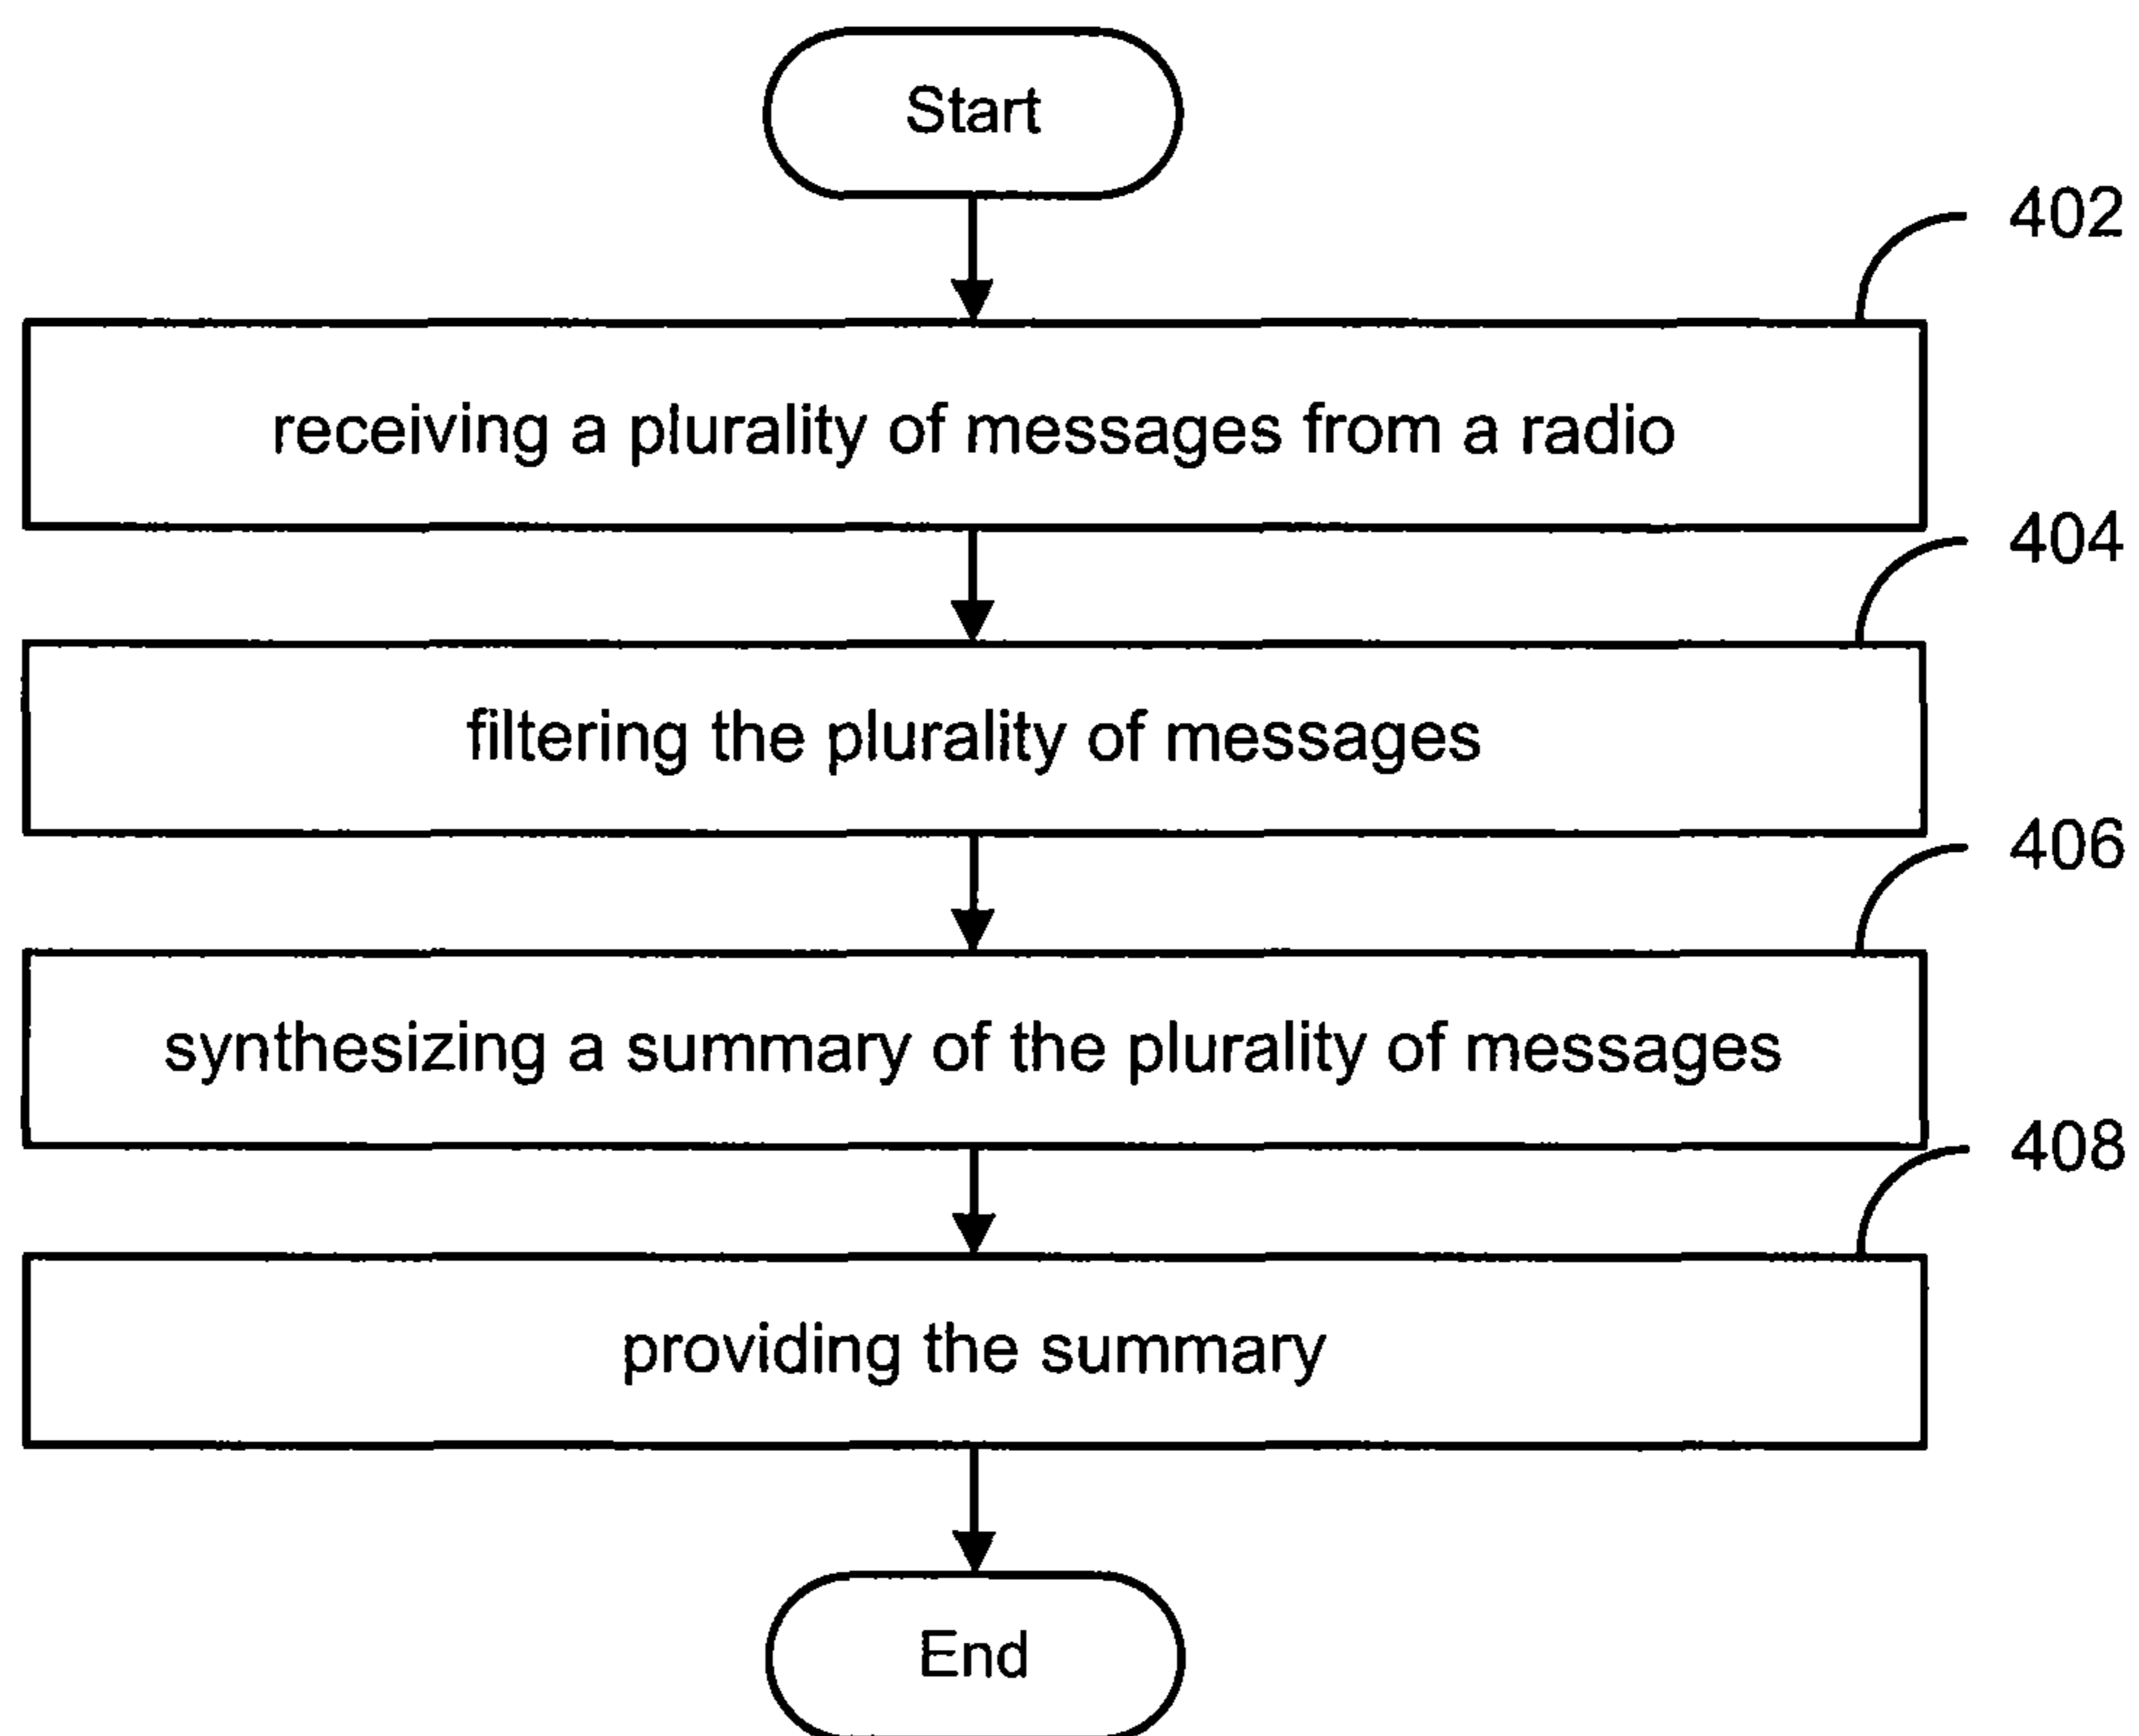 Start
402
receiving a plurality of messages from a radio
404
filtering the plurality of messages
406
synthesizing a summary of the plurality of messages
408
providing the summary
End